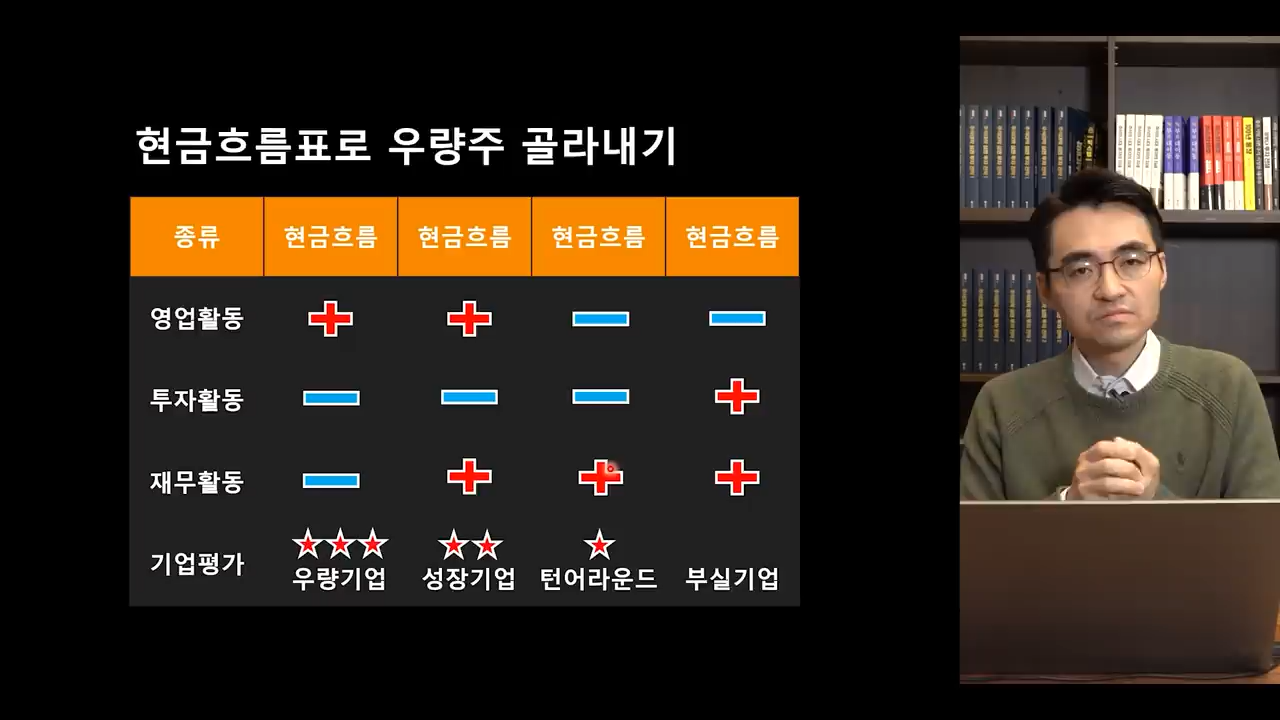 현금흐름표로 우량주 골라내기
종류 현금흐름 현금흐름 현금흐름 현금흐름
영업활동
투자활동
재무활동
기업평가
우량기업 성장기업 턴어라운드 부실기업